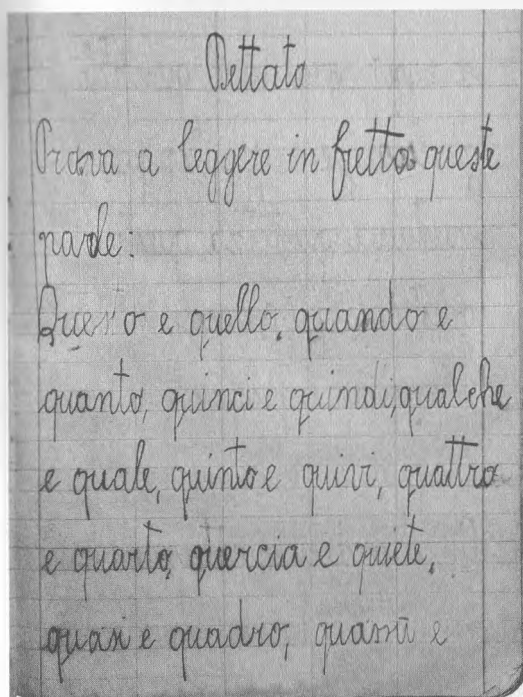 Dettato
Prova a leggere in fretta queste
parole:
Questo e quello, quando e
quanto, quinci e quindi, qualche
e quale, quinto e quivi, quattro
e quarto, quercia e quiete,
quasi e quadro, quanti e